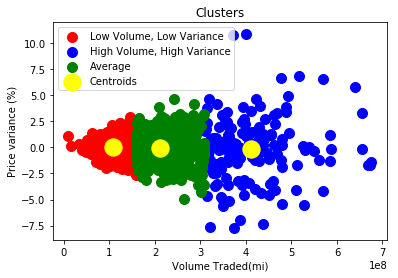 Clusters
Low Volume, Low Variance
High Volume, High Variance
Average
Centroids
Price variance (%)
10.0
7.5
5.0
2.5
0.0
−2.5
−5.0
−7.5
0 1 2 3 4 5 6 7
1e8
Volume Traded(mi)